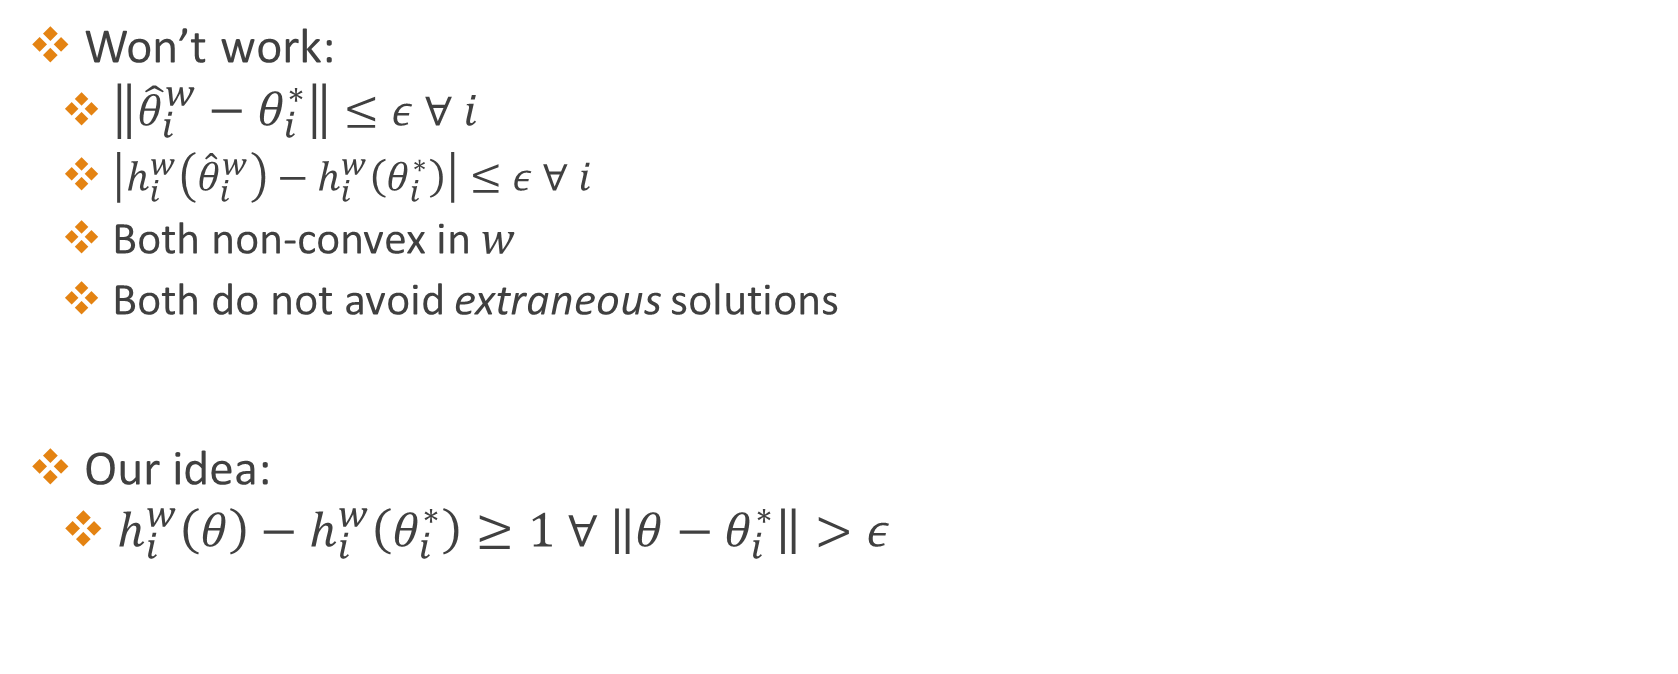 ❖ Won’t work:
❖ ‖θ̂ᵢʷ − θᵢ*‖ ≤ ϵ ∀ i
❖ |hᵢʷ(θ̂ᵢʷ) − hᵢʷ(θᵢ*)| ≤ ϵ ∀ i
❖ Both non-convex in w
❖ Both do not avoid extraneous solutions
❖ Our idea:
❖ hᵢʷ(θ) − hᵢʷ(θᵢ*) ≥ 1 ∀ ‖θ − θᵢ*‖ > ϵ